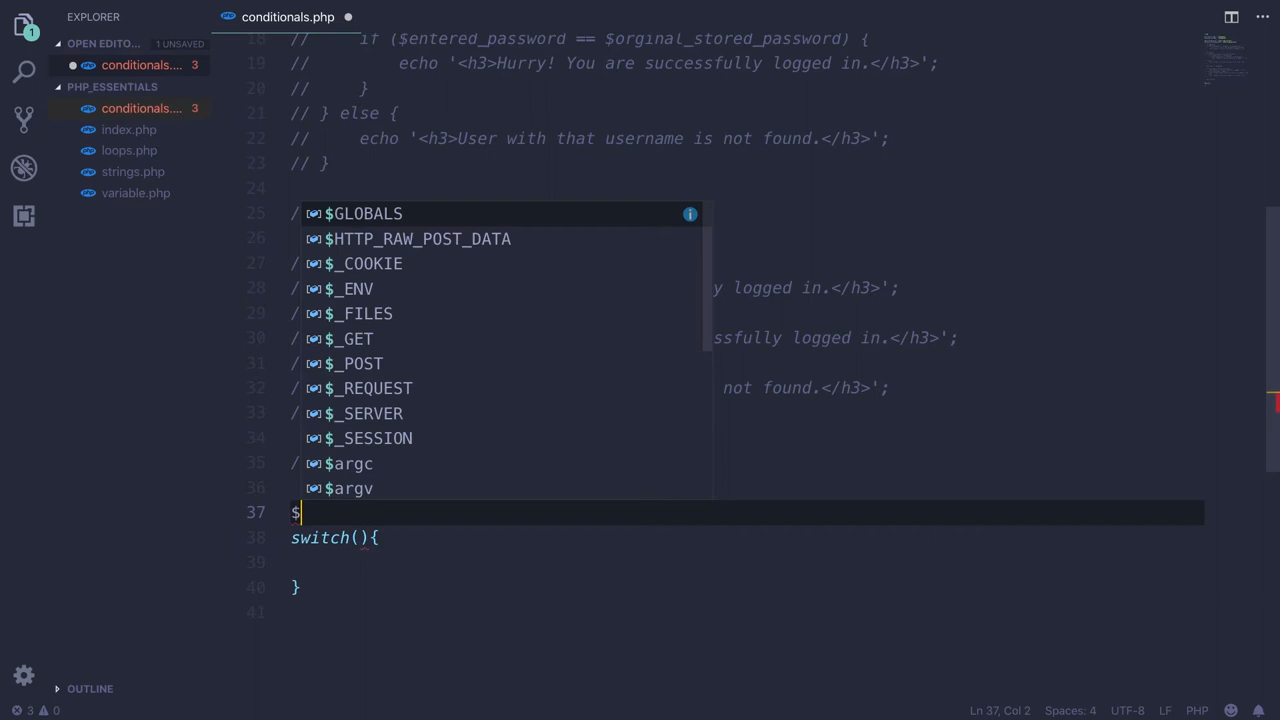 EXPLORER
conditionals.php
1
OPEN EDITO... 1 UNSAVED
conditionals.... 3
PHP_ESSENTIALS
conditionals.... 3
index.php
loops.php
strings.php
variable.php
18 // if ($entered_password == $orginal_stored_password) {
19 // echo '<h3>Hurry! You are successfully logged in.</h3>';
20 // }
21 // } else {
22 // echo '<h3>User with that username is not found.</h3>';
23 // }
24
25 / $GLOBALS
26 $HTTP_RAW_POST_DATA
27 / $_COOKIE
28 / $_ENV y logged in.</h3>';
29 / $_FILES
30 / $_GET ssfully logged in.</h3>';
31 / $_POST
32 / $_REQUEST not found.</h3>';
33 / $_SERVER
34 $_SESSION
35 / $argc
36 $argv
37 $
38 switch(){
39
40 }
41
OUTLINE
3 0 Ln 37, Col 2 Spaces: 4 UTF-8 LF PHP